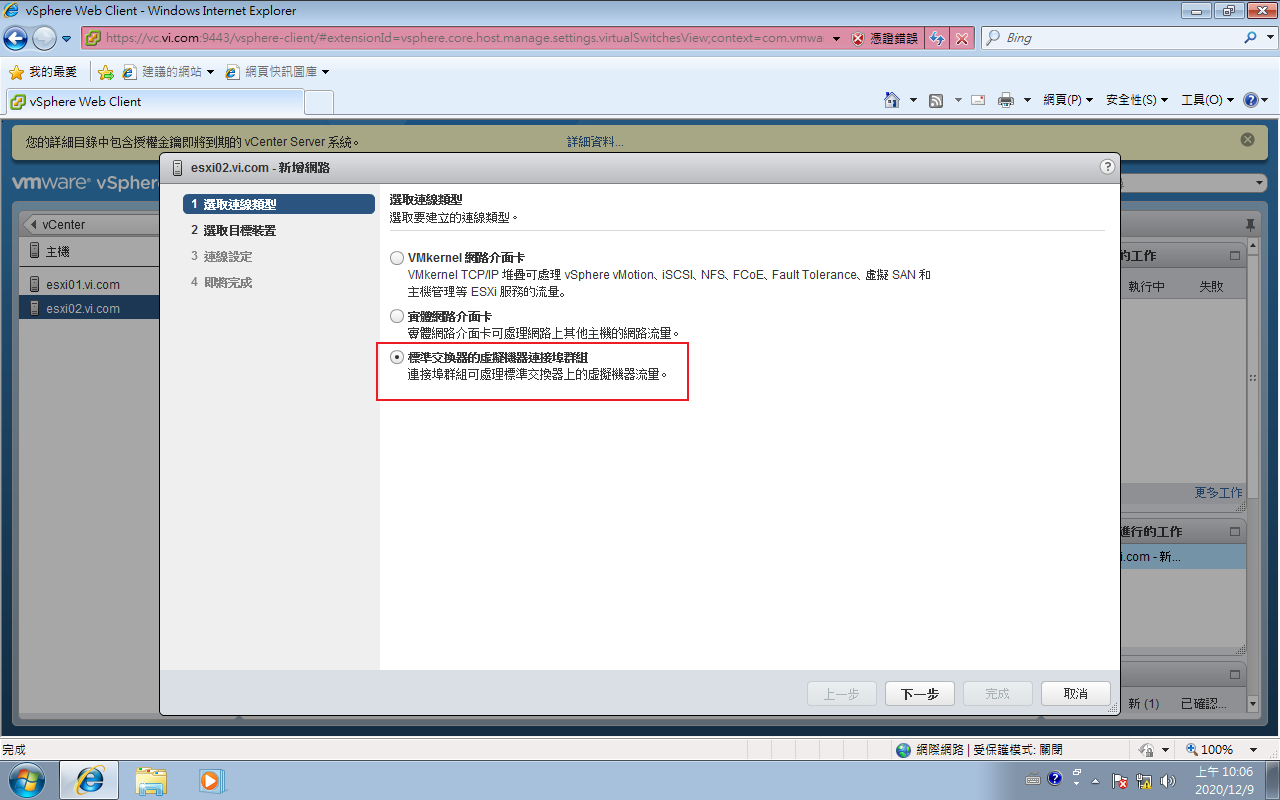 vSphere Web Client - Windows Internet Explorer
https://vc.vi.com:9443/vsphere-client/#extensionId=vsphere.core.host.manage.settings.virtualSwitchesView;context=com.vmwa
憑證錯誤
Bing
我的最愛
建議的網站
網頁快訊圖庫
vSphere Web Client
網頁(P)
安全性(S)
工具(O)
您的詳細目錄中包含授權金鑰即將到期的 vCenter Server 系統。
詳細資料...
vmware® vSpher
esxi02.vi.com - 新增網路
vCenter
主機
esxi01.vi.com
esxi02.vi.com
1 選取連線類型
2 選取目標裝置
3 連線設定
4 即將完成
選取連線類型
選取要建立的連線類型。
VMkernel 網路介面卡
VMkernel TCP/IP 堆疊可處理 vSphere vMotion、iSCSI、NFS、FCoE、Fault Tolerance、虛擬 SAN 和
主機管理等 ESXi 服務的流量。
實體網路介面卡
實體網路介面卡可處理網路上其他主機的網路流量。
標準交換器的虛擬機器連接埠群組
連接埠群組可處理標準交換器上的虛擬機器流量。
的工作
執行中
失敗
更多工作
進行的工作
i.com - 新...
新 (1)
已確認...
上一步
下一步
完成
取消
完成
網際網路 | 受保護模式: 關閉
100%
上午 10:06
2020/12/9